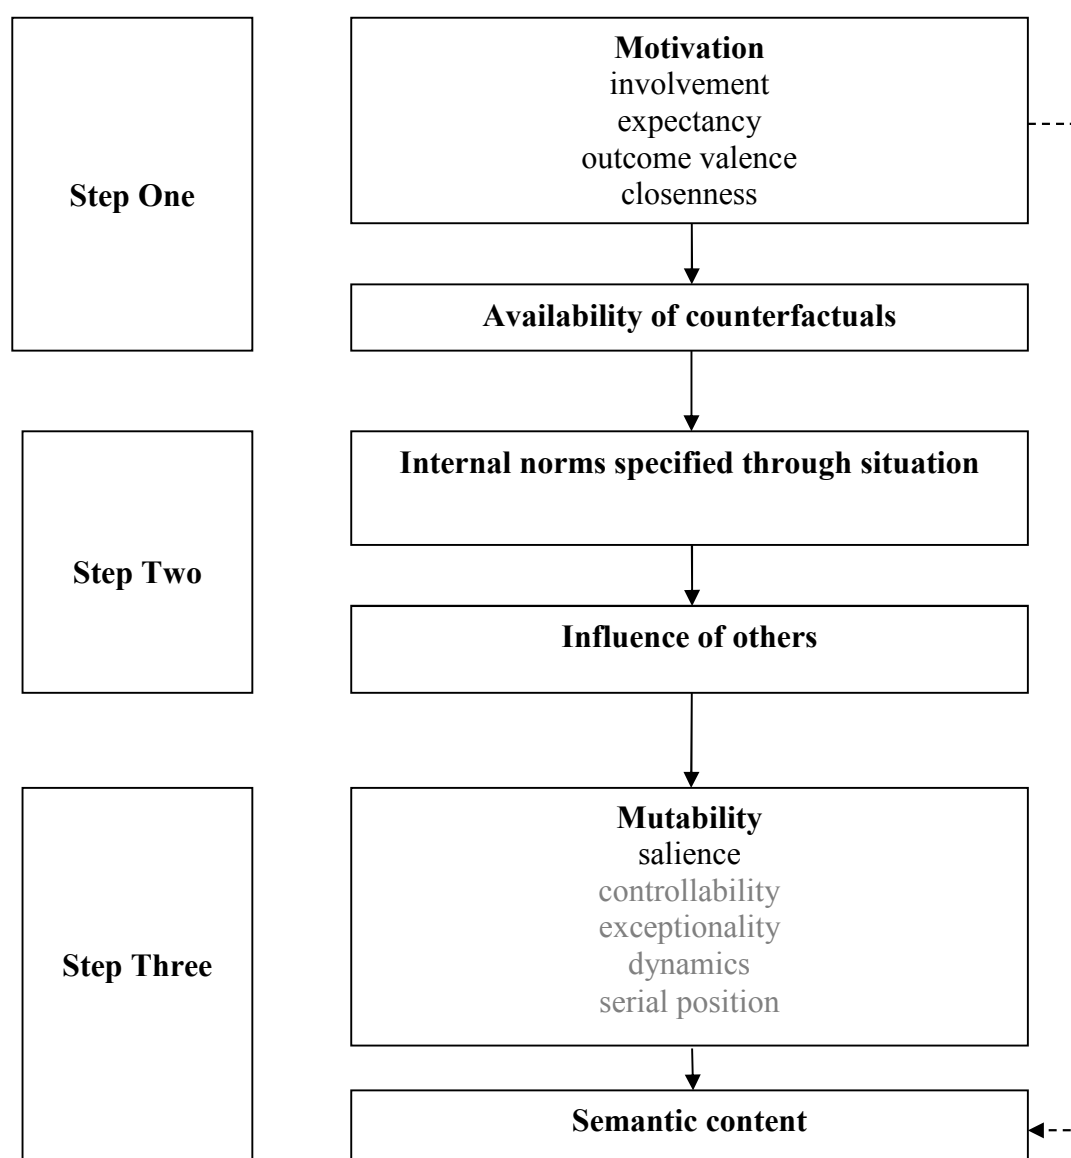 Step One
Motivation
involvement
expectancy
outcome valence
closenness
Availability of counterfactuals
Step Two
Internal norms specified through situation
Influence of others
Step Three
Mutability
salience
controllability
exceptionality
dynamics
serial position
Semantic content